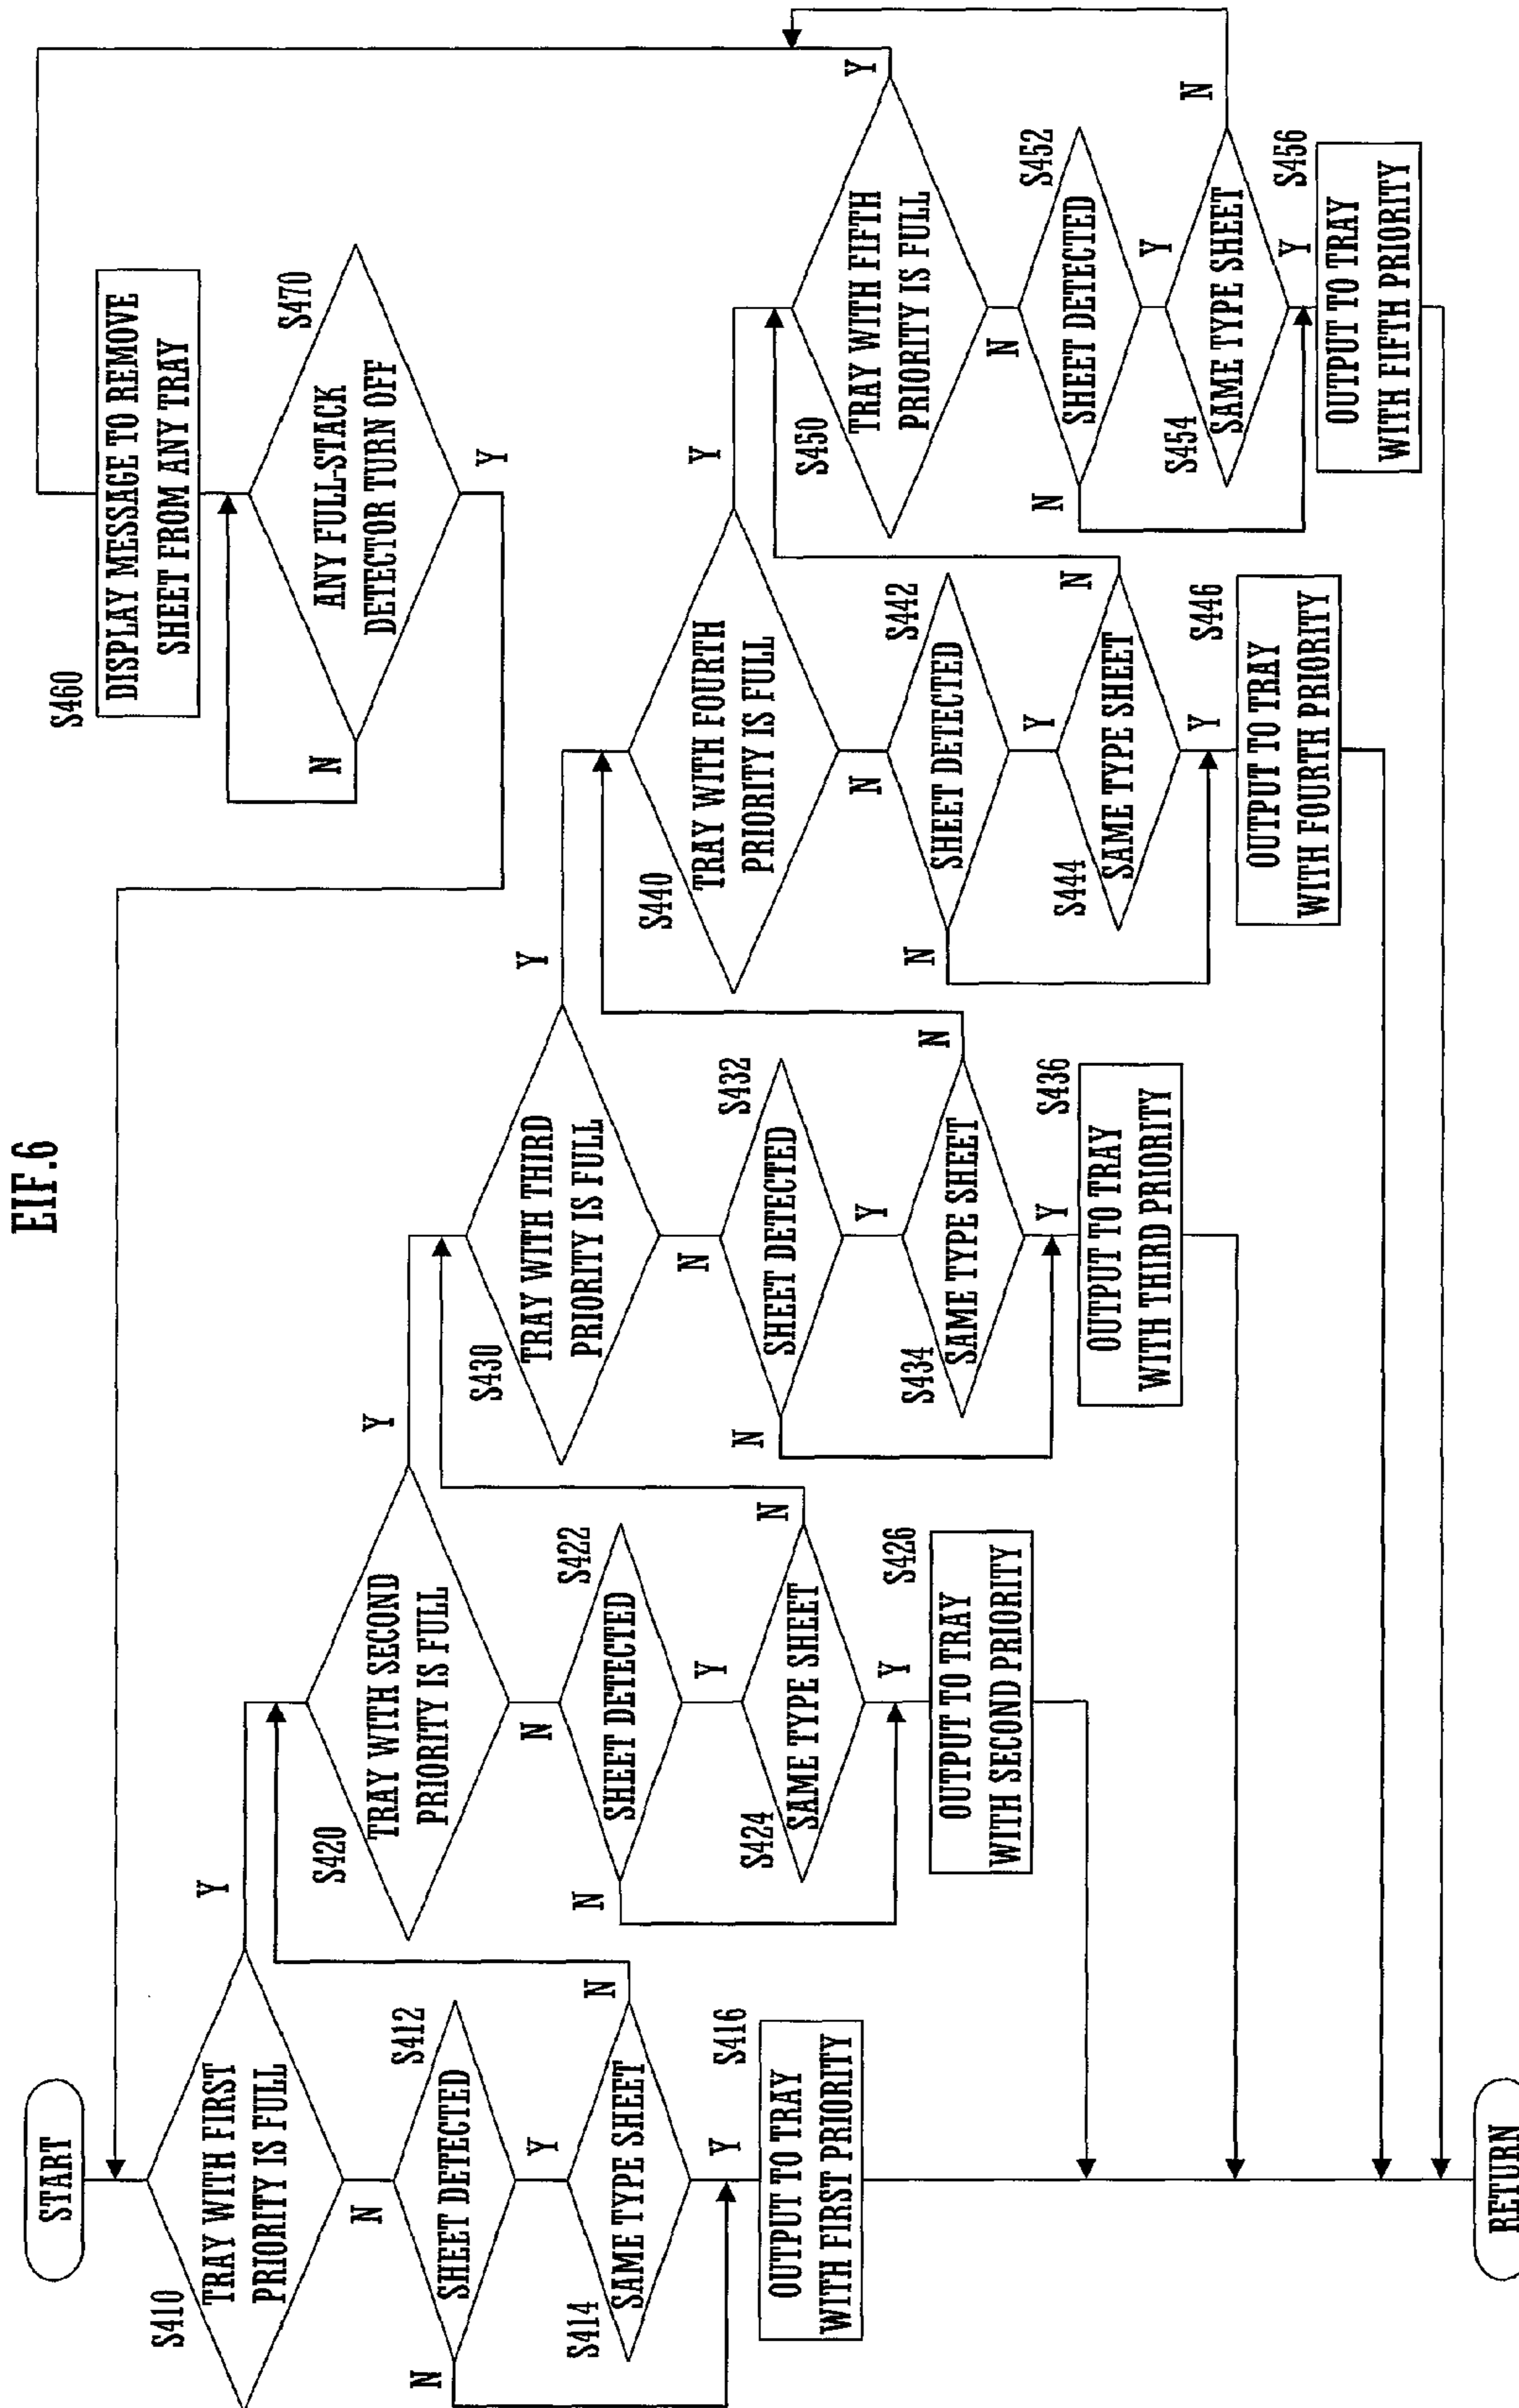 EIF.6
START
S410
TRAY WITH FIRST
PRIORITY IS FULL
Y
N
S412
SHEET DETECTED
N
Y
S414
SAME TYPE SHEET
N
Y
S416
OUTPUT TO TRAY
WITH FIRST PRIORITY
S420
TRAY WITH SECOND
PRIORITY IS FULL
Y
N
S422
SHEET DETECTED
N
Y
S424
SAME TYPE SHEET
N
Y
S426
OUTPUT TO TRAY
WITH SECOND PRIORITY
S430
TRAY WITH THIRD
PRIORITY IS FULL
Y
N
S432
SHEET DETECTED
N
Y
S434
SAME TYPE SHEET
N
Y
S436
OUTPUT TO TRAY
WITH THIRD PRIORITY
S440
TRAY WITH FOURTH
PRIORITY IS FULL
Y
N
S442
SHEET DETECTED
N
Y
S444
SAME TYPE SHEET
N
Y
S446
OUTPUT TO TRAY
WITH FOURTH PRIORITY
S450
TRAY WITH FIFTH
PRIORITY IS FULL
Y
N
S452
SHEET DETECTED
N
Y
S454
SAME TYPE SHEET
N
Y
S456
OUTPUT TO TRAY
WITH FIFTH PRIORITY
S460
DISPLAY MESSAGE TO REMOVE
SHEET FROM ANY TRAY
S470
ANY FULL-STACK
DETECTOR TURN OFF
N
Y
RETURN